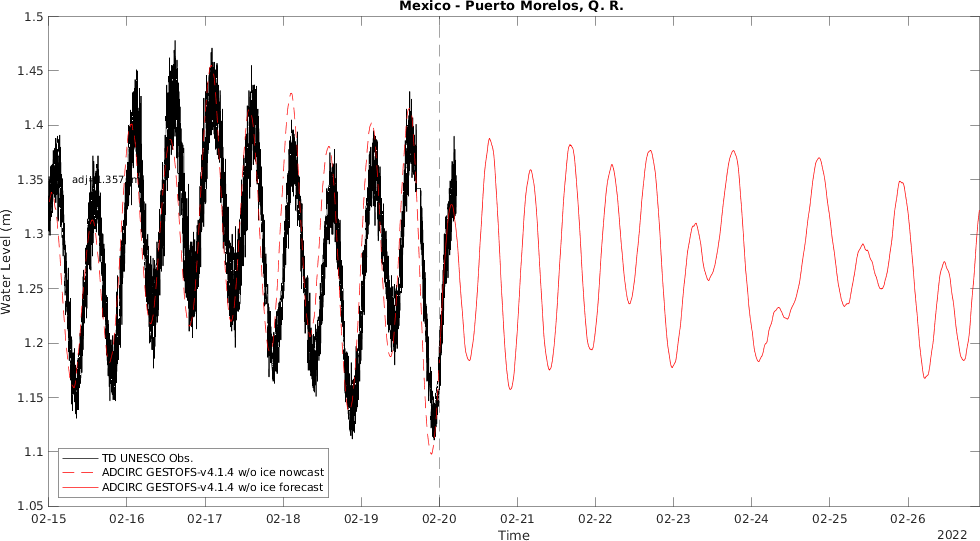 Mexico - Puerto Morelos, Q. R.
1.5
1.45
1.4
1.35
1.3
1.25
1.2
1.15
1.1
1.05
Water Level (m)
TD UNESCO Obs.
ADCIRC GESTOFS-v4.1.4 w/o ice nowcast
ADCIRC GESTOFS-v4.1.4 w/o ice forecast
02-15 02-16 02-17 02-18 02-19 02-20 02-21 02-22 02-23 02-24 02-25 02-26
Time
2022